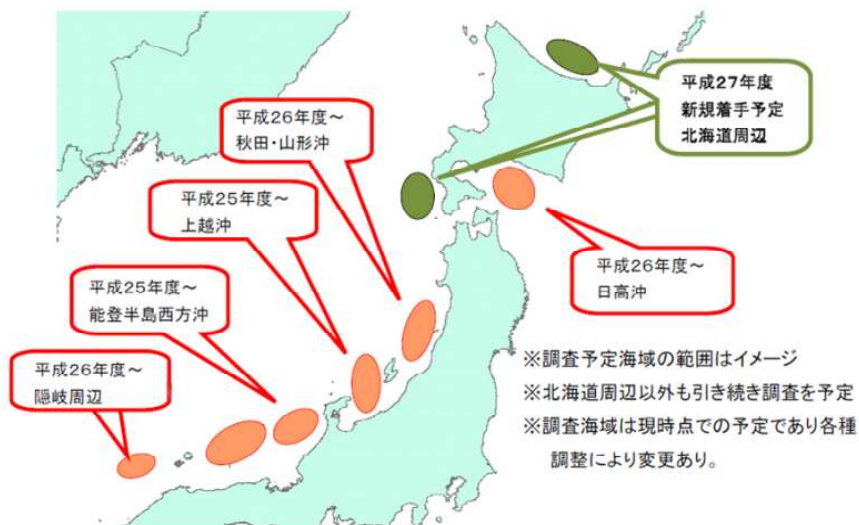 平成27年度
新規着手予定
北海道周辺
平成26年度～
秋田・山形沖
平成25年度～
上越沖
平成25年度～
能登半島西方沖
平成26年度～
隠岐周辺
平成26年度～
日高沖
※調査予定海域の範囲はイメージ
※北海道周辺以外も引き続き調査を予定
※調査海域は現時点での予定であり各種
調整により変更あり。